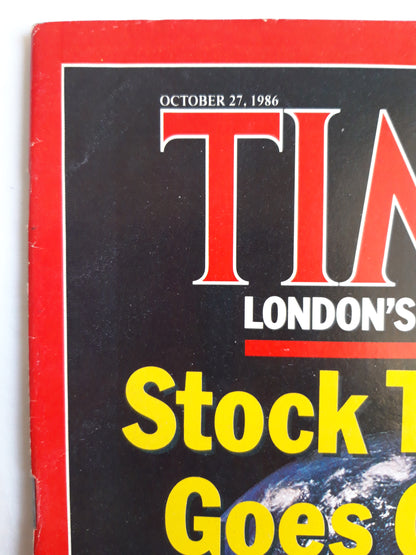 OCTOBER 27, 1986
TIM
LONDON'S
Stock T
Goes